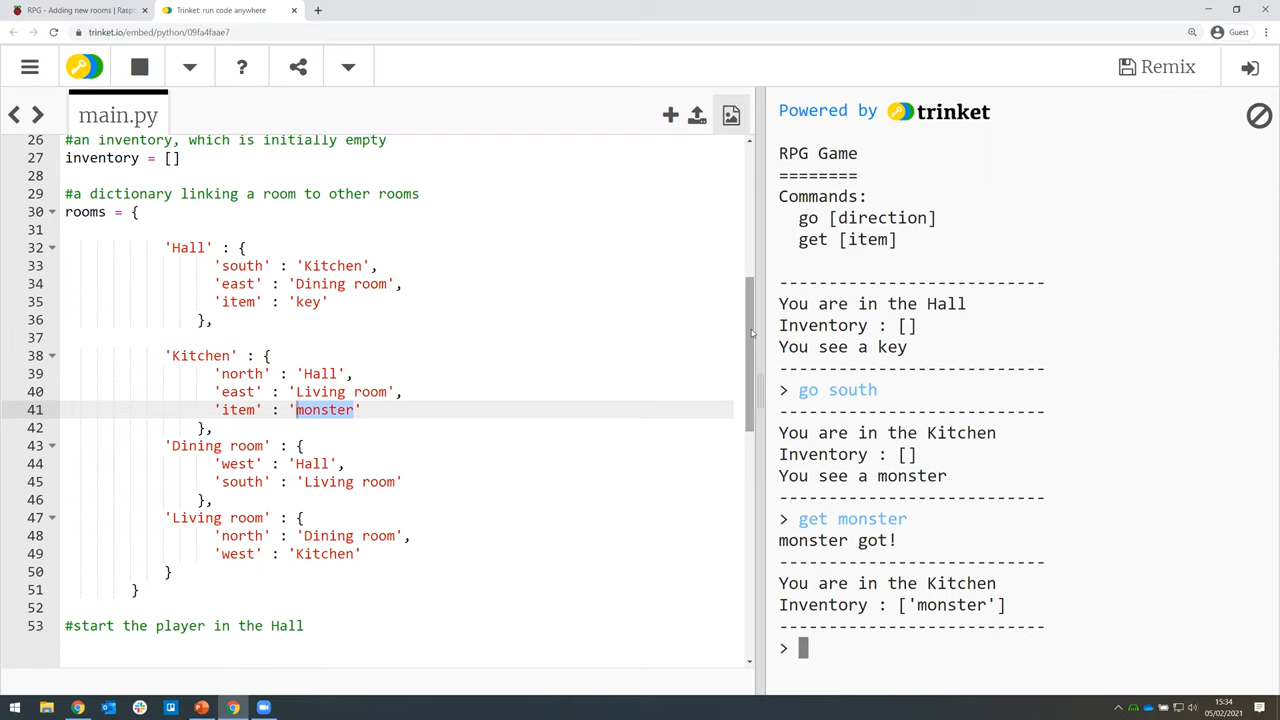 RPG - Adding new rooms | Rasp
Trinket: run code anywhere
trinket.io/embed/python/09fa4faae7
Guest
Remix
main.py
26 #an inventory, which is initially empty
27 inventory = []
28
29 #a dictionary linking a room to other rooms
30 rooms = {
31
32 'Hall' : {
33 'south' : 'Kitchen',
34 'east' : 'Dining room',
35 'item' : 'key'
36 },
37
38 'Kitchen' : {
39 'north' : 'Hall',
40 'east' : 'Living room',
41 'item' : 'monster'
42 },
43 'Dining room' : {
44 'west' : 'Hall',
45 'south' : 'Living room'
46 },
47 'Living room' : {
48 'north' : 'Dining room',
49 'west' : 'Kitchen'
50 }
51 }
52
53 #start the player in the Hall
Powered by trinket
RPG Game
========
Commands:
go [direction]
get [item]
---------------------------
You are in the Hall
Inventory : []
You see a key
---------------------------
> go south
---------------------------
You are in the Kitchen
Inventory : []
You see a monster
---------------------------
> get monster
monster got!
---------------------------
You are in the Kitchen
Inventory : ['monster']
---------------------------
>
15:34
05/02/2021